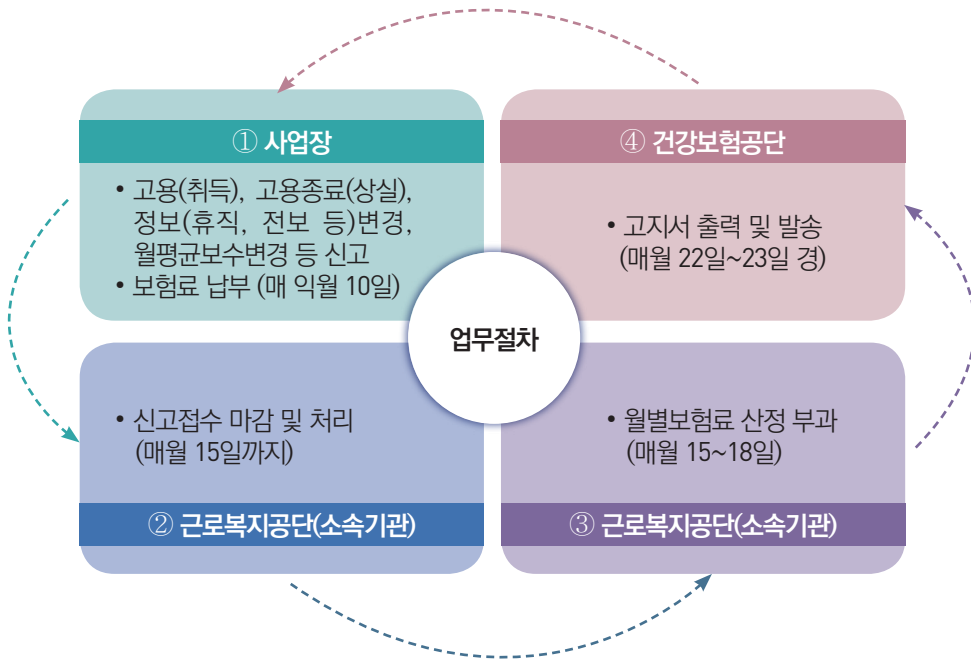 ① 사업장
• 고용(취득), 고용종료(상실),
정보(휴직, 전보 등)변경,
월평균보수변경 등 신고
• 보험료 납부 (매 익월 10일)
④ 건강보험공단
• 고지서 출력 및 발송
(매월 22일~23일 경)
업무절차
• 신고접수 마감 및 처리
(매월 15일까지)
② 근로복지공단(소속기관)
• 월별보험료 산정 부과
(매월 15~18일)
③ 근로복지공단(소속기관)